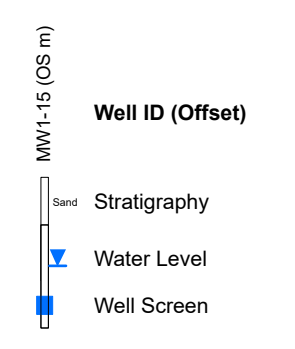 MW1-15 (OS m)
Well ID (Offset)
Sand
Stratigraphy
Water Level
Well Screen